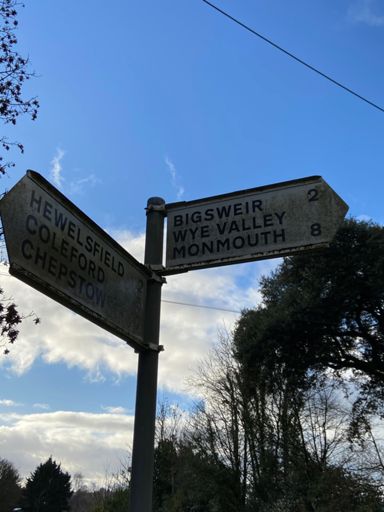 HEWELSFIELD
COLEFORD
CHEPSTOW
BIGSWEIR 2
WYE VALLEY
MONMOUTH 8